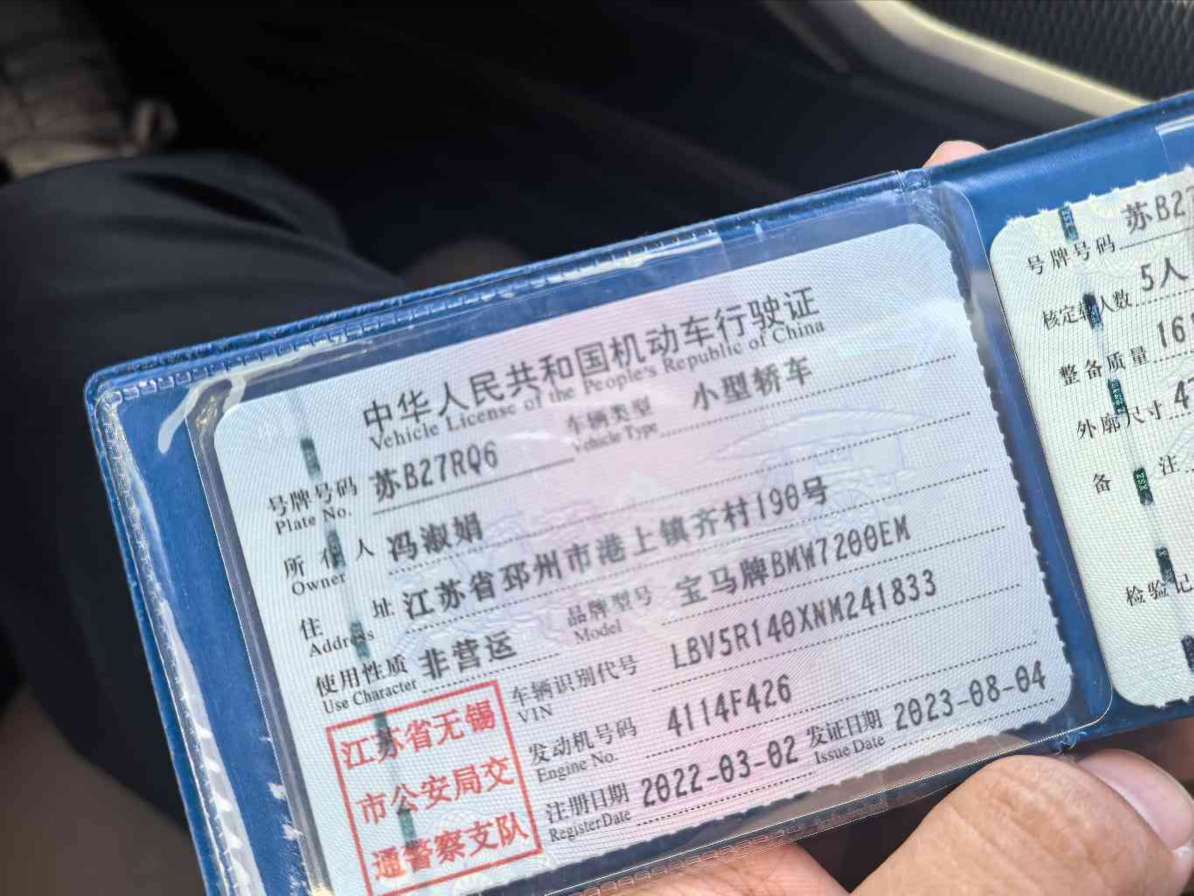 中华人民共和国机动车行驶证
Vehicle License of the People's Republic of China
号牌号码 苏B27RQ6 车辆类型 小型轿车
Plate No. Vehicle Type
所有人 冯淑娟
Owner
住址 江苏省邳州市港上镇齐村190号
Address
使用性质 非营运 品牌型号 宝马牌BMW7200EM
Use Character Model
车辆识别代号 LBV5R140XNM241833
VIN
发动机号码 4114F426
Engine No.
注册日期 2022-03-02 发证日期 2023-08-04
Register Date Issue Date
江苏省无锡
市公安局交
通警察支队
号牌号码 苏B27
核定载人数 5人
整备质量 16
外廓尺寸 4
备注
检验记